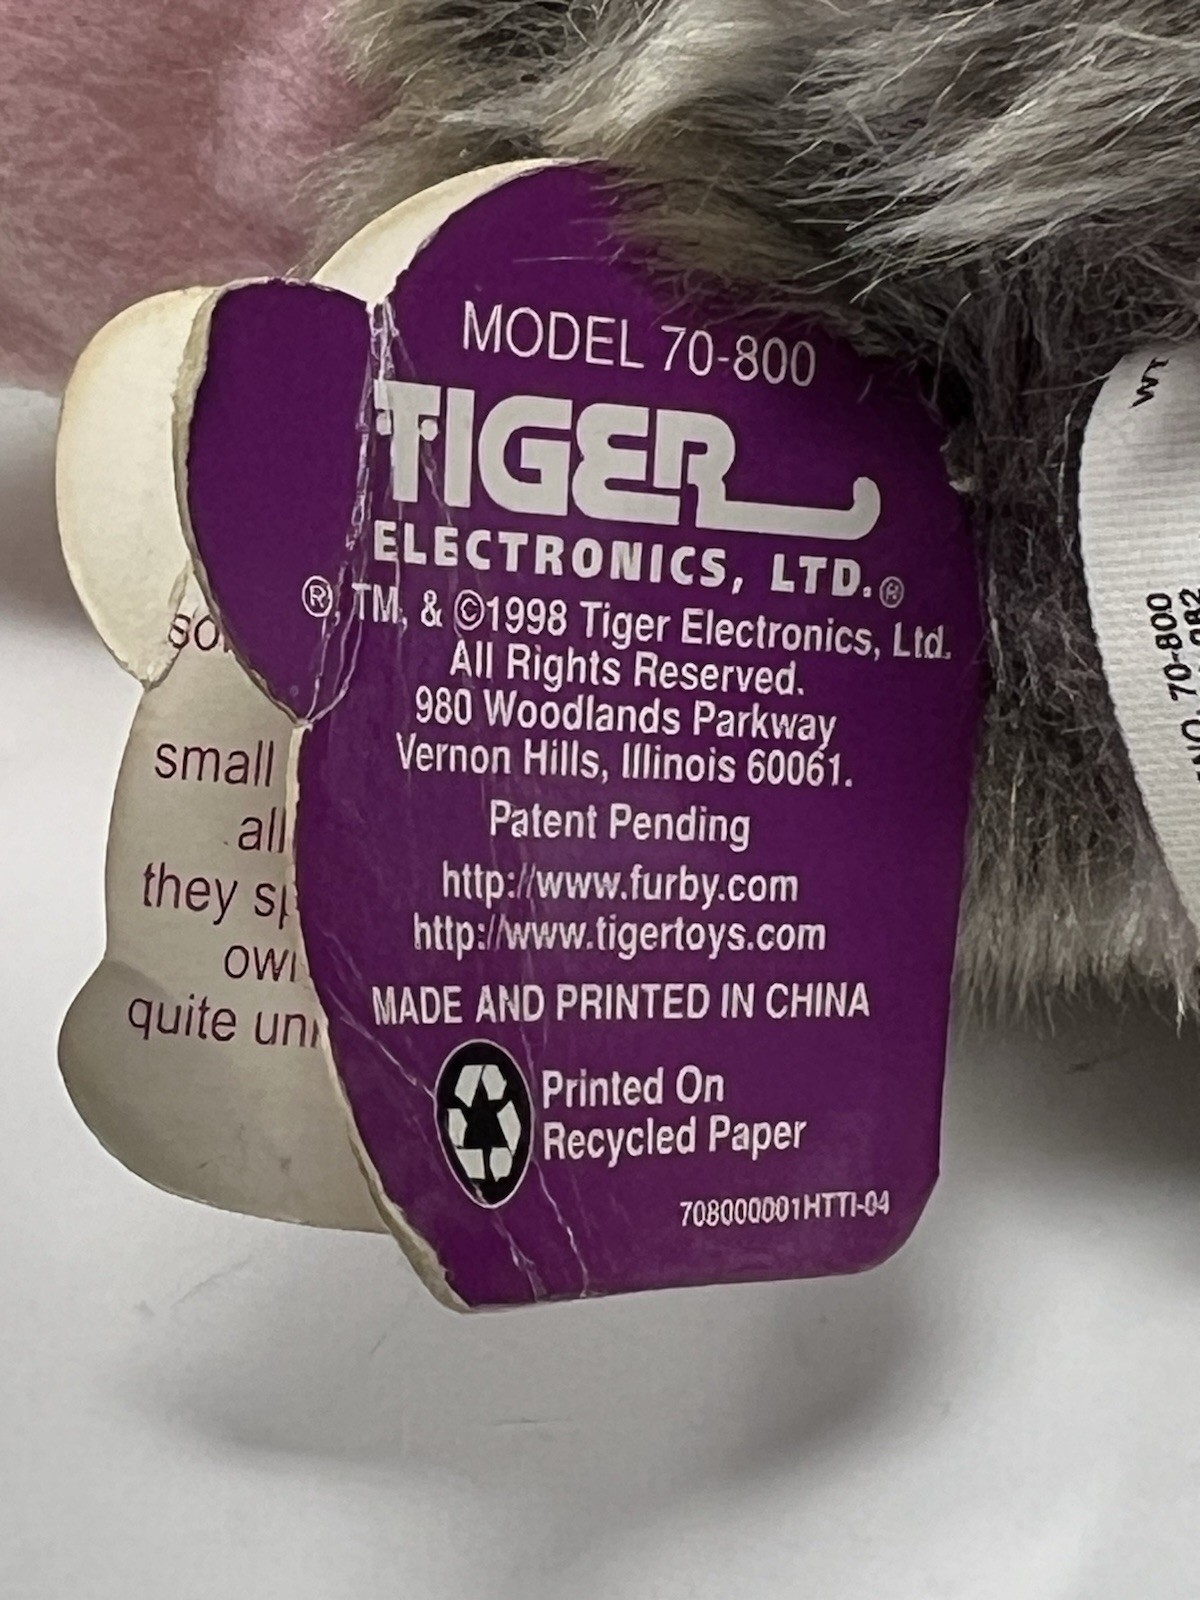 MODEL 70-800
TIGER
ELECTRONICS, LTD.®
®, TM, & ©1998 Tiger Electronics, Ltd.
All Rights Reserved.
980 Woodlands Parkway
Vernon Hills, Illinois 60061.
Patent Pending
http://www.furby.com
http://www.tigertoys.com
MADE AND PRINTED IN CHINA
Printed On
Recycled Paper
708000001HTTI-04
small
all
they
quite
70-800